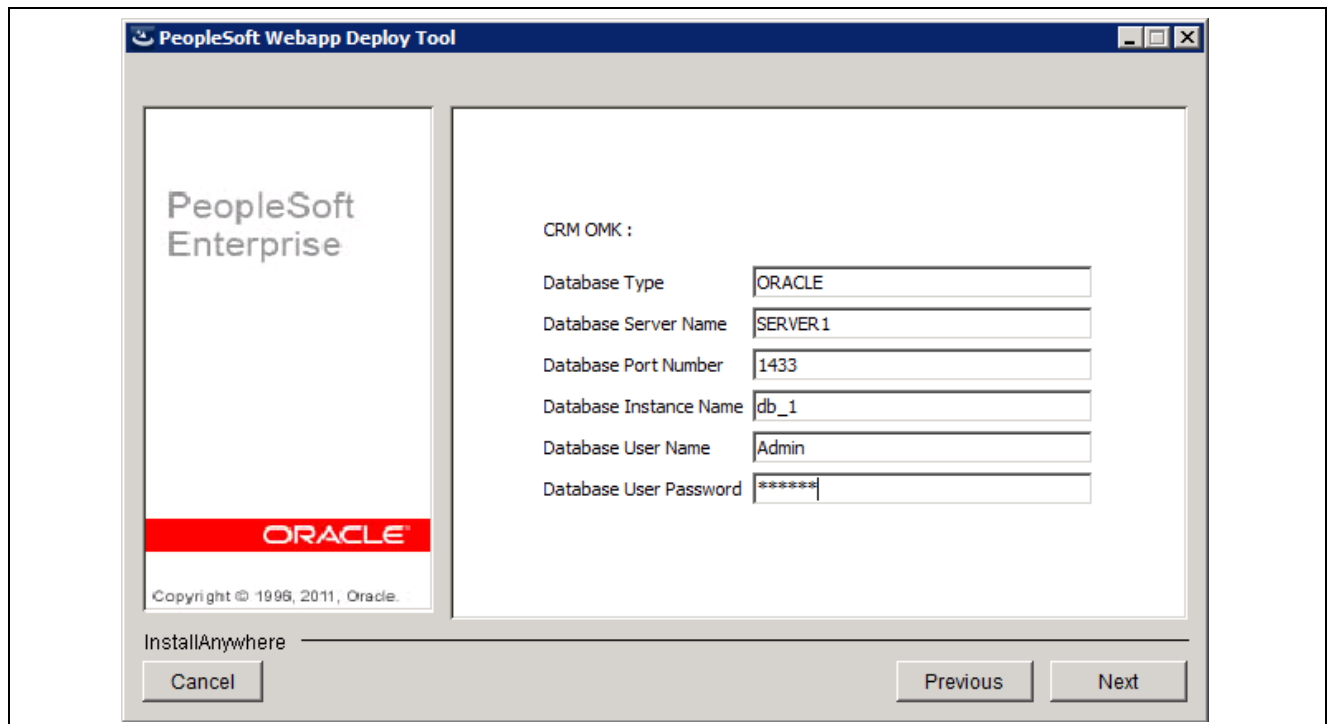 PeopleSoft Webapp Deploy Tool
PeopleSoft
Enterprise
CRM OMK :
Database Type ORACLE
Database Server Name SERVER1
Database Port Number 1433
Database Instance Name db_1
Database User Name Admin
Database User Password ******
ORACLE
Copyright © 1996, 2011, Oracle.
InstallAnywhere
Cancel Previous Next